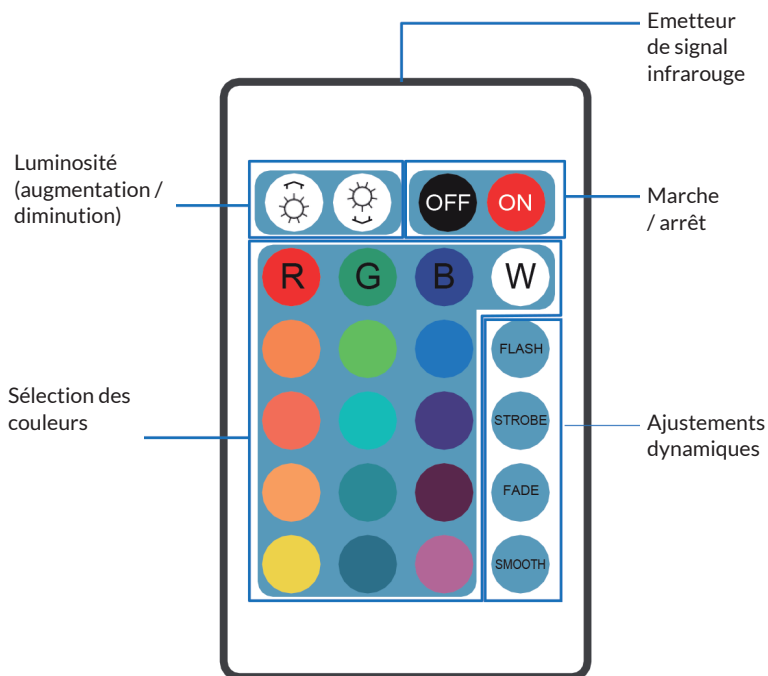 Emetteur
de signal
infrarouge
Luminosité
(augmentation /
diminution)
OFF
ON
Marche
/ arrêt
R
G
B
W
FLASH
Sélection des
couleurs
STROBE
Ajustements
dynamiques
FADE
SMOOTH